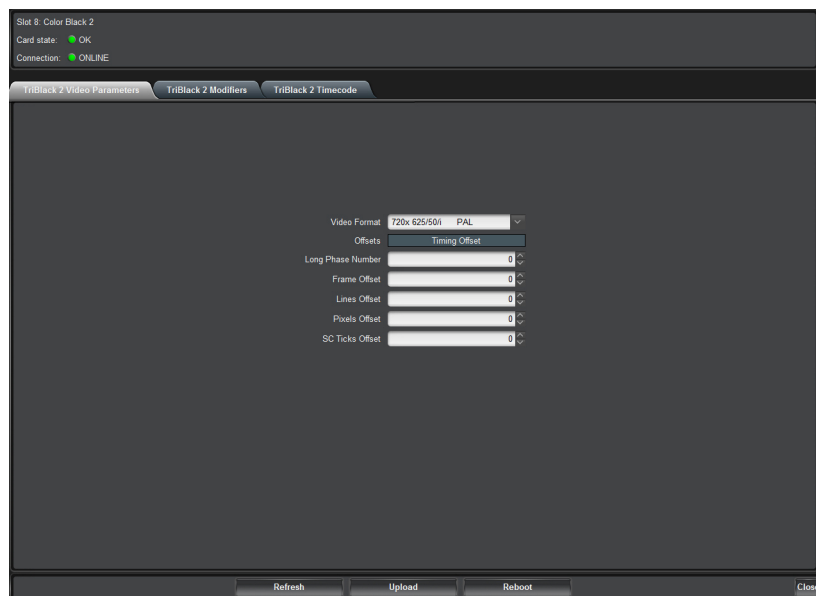 Slot 8: Color Black 2
Card state: OK
Connection: ONLINE
TriBlack 2 Video Parameters TriBlack 2 Modifiers TriBlack 2 Timecode
Video Format 720x 625/50/i PAL
Offsets Timing Offset
Long Phase Number 0
Frame Offset 0
Lines Offset 0
Pixels Offset 0
SC Ticks Offset 0
Refresh Upload Reboot Clos